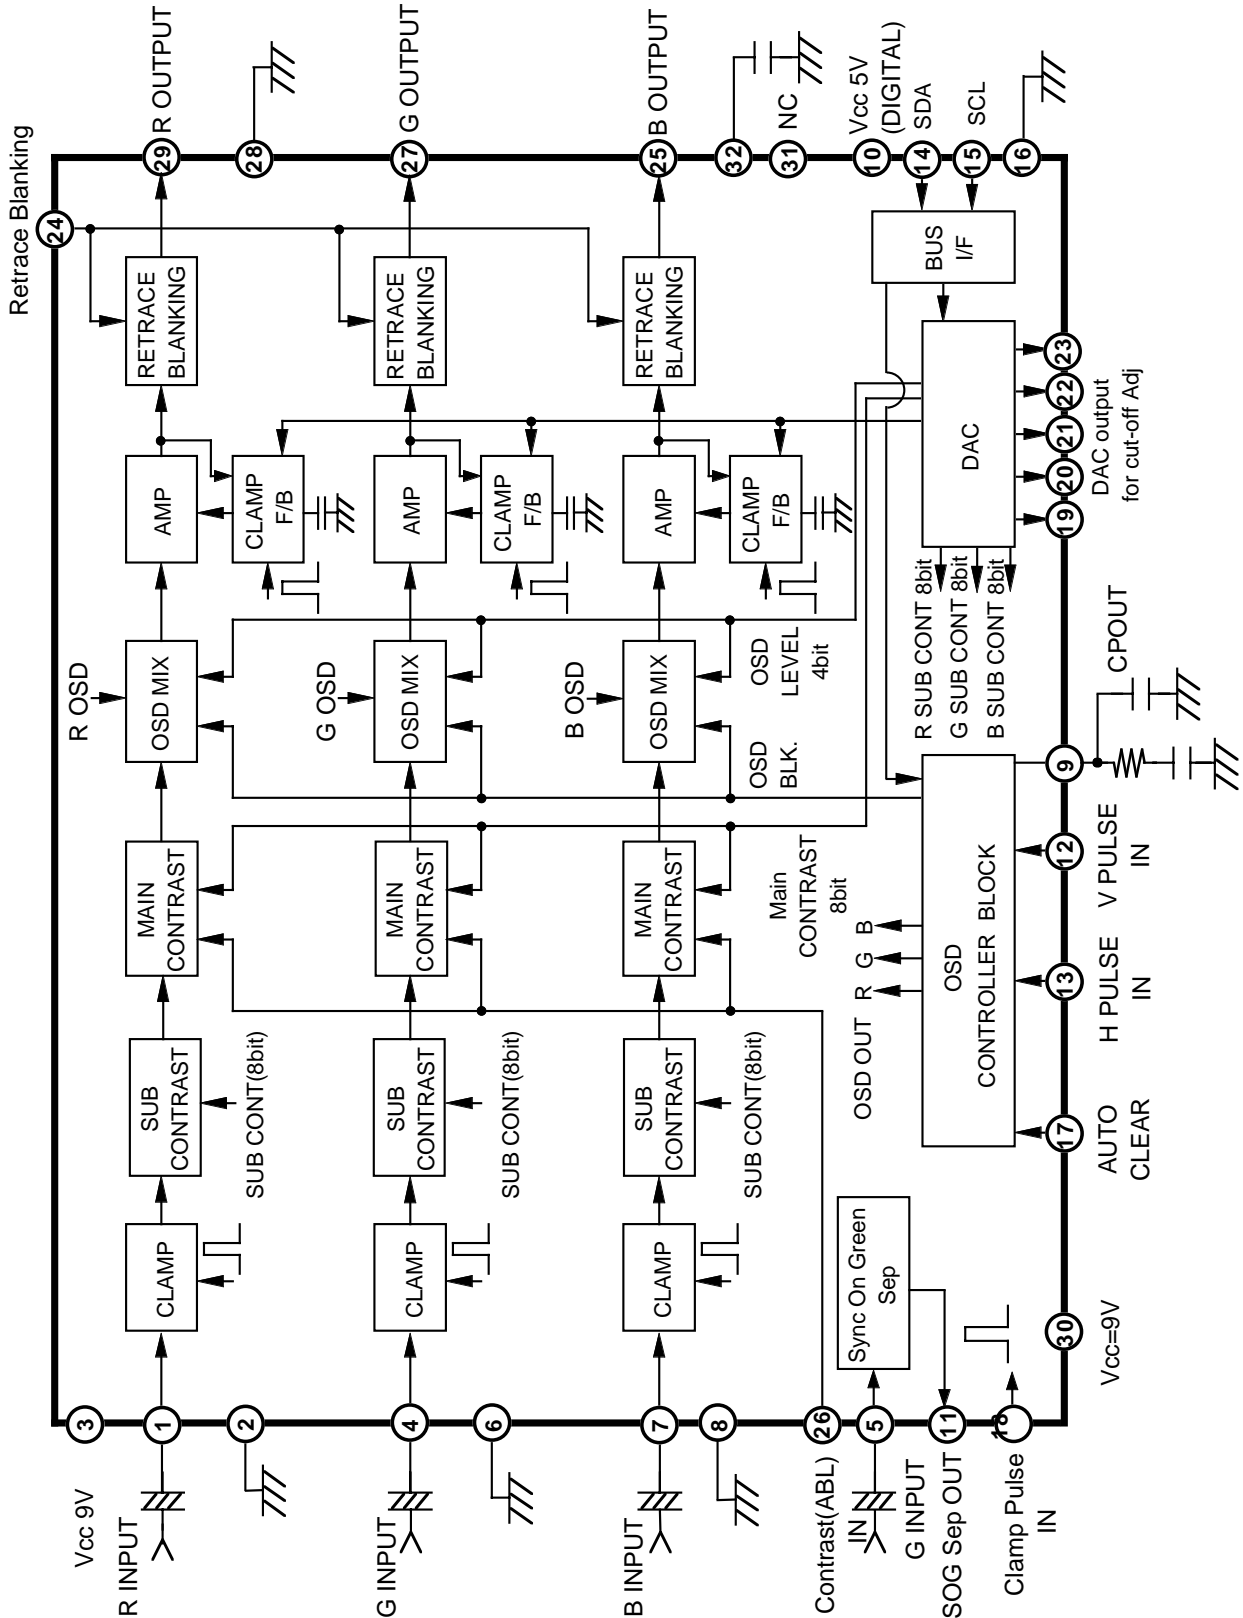 Retrace Blanking
24
Vcc 9V
3
R INPUT
1
CLAMP
SUB
CONTRAST
SUB CONT(8bit)
MAIN
CONTRAST
R OSD
OSD MIX
AMP
CLAMP
F/B
RETRACE
BLANKING
29
R OUTPUT
2
28
G INPUT
4
CLAMP
SUB
CONTRAST
SUB CONT(8bit)
MAIN
CONTRAST
G OSD
OSD MIX
AMP
CLAMP
F/B
RETRACE
BLANKING
27
G OUTPUT
6
B INPUT
7
CLAMP
SUB
CONTRAST
SUB CONT(8bit)
MAIN
CONTRAST
B OSD
OSD MIX
AMP
CLAMP
F/B
RETRACE
BLANKING
25
B OUTPUT
8
32
31
NC
Main
CONTRAST
8bit
OSD
BLK.
OSD
LEVEL
4bit
Contrast(ABL)
IN
26
5
G INPUT
Sync On Green
Sep
SOG Sep OUT
11
Clamp Pulse
IN
18
OSD OUT
R
G
B
OSD
CONTROLLER BLOCK
R SUB CONT 8bit
G SUB CONT 8bit
B SUB CONT 8bit
DAC
BUS
I/F
10
Vcc 5V
(DIGITAL)
14
SDA
15
SCL
16
30
Vcc=9V
17
AUTO
CLEAR
13
H PULSE
IN
12
V PULSE
IN
9
CPOUT
19
20
21
22
23
DAC output
for cut-off Adj